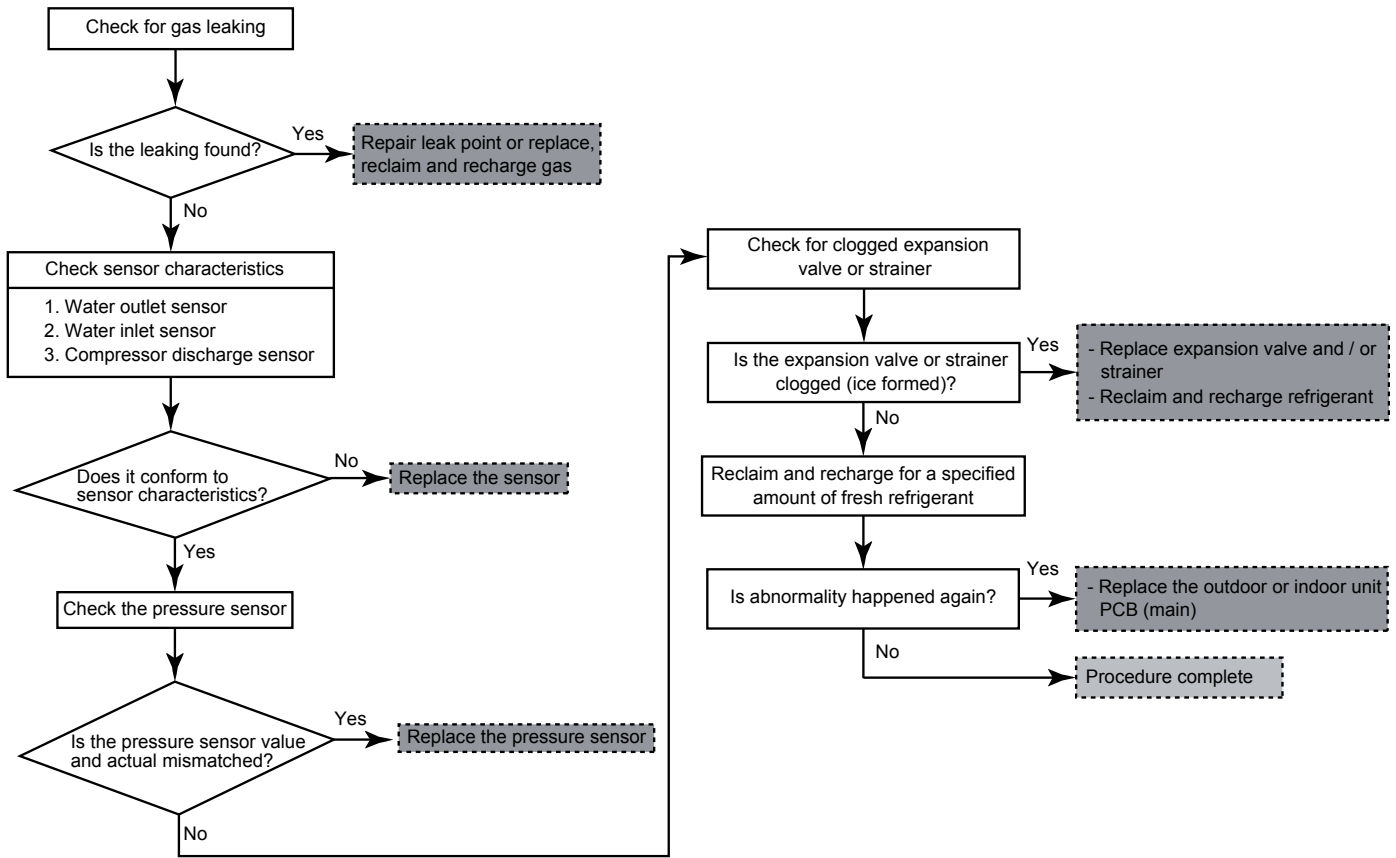 Check for gas leaking
Is the leaking found?
Yes
Repair leak point or replace,
reclaim and recharge gas
No
Check sensor characteristics
1. Water outlet sensor
2. Water inlet sensor
3. Compressor discharge sensor
Does it conform to
sensor characteristics?
No
Replace the sensor
Yes
Check the pressure sensor
Is the pressure sensor value
and actual mismatched?
Yes
Replace the pressure sensor
No
Check for clogged expansion
valve or strainer
Is the expansion valve or strainer
clogged (ice formed)?
Yes
- Replace expansion valve and / or
strainer
- Reclaim and recharge refrigerant
No
Reclaim and recharge for a specified
amount of fresh refrigerant
Is abnormality happened again?
Yes
- Replace the outdoor or indoor unit
PCB (main)
No
Procedure complete